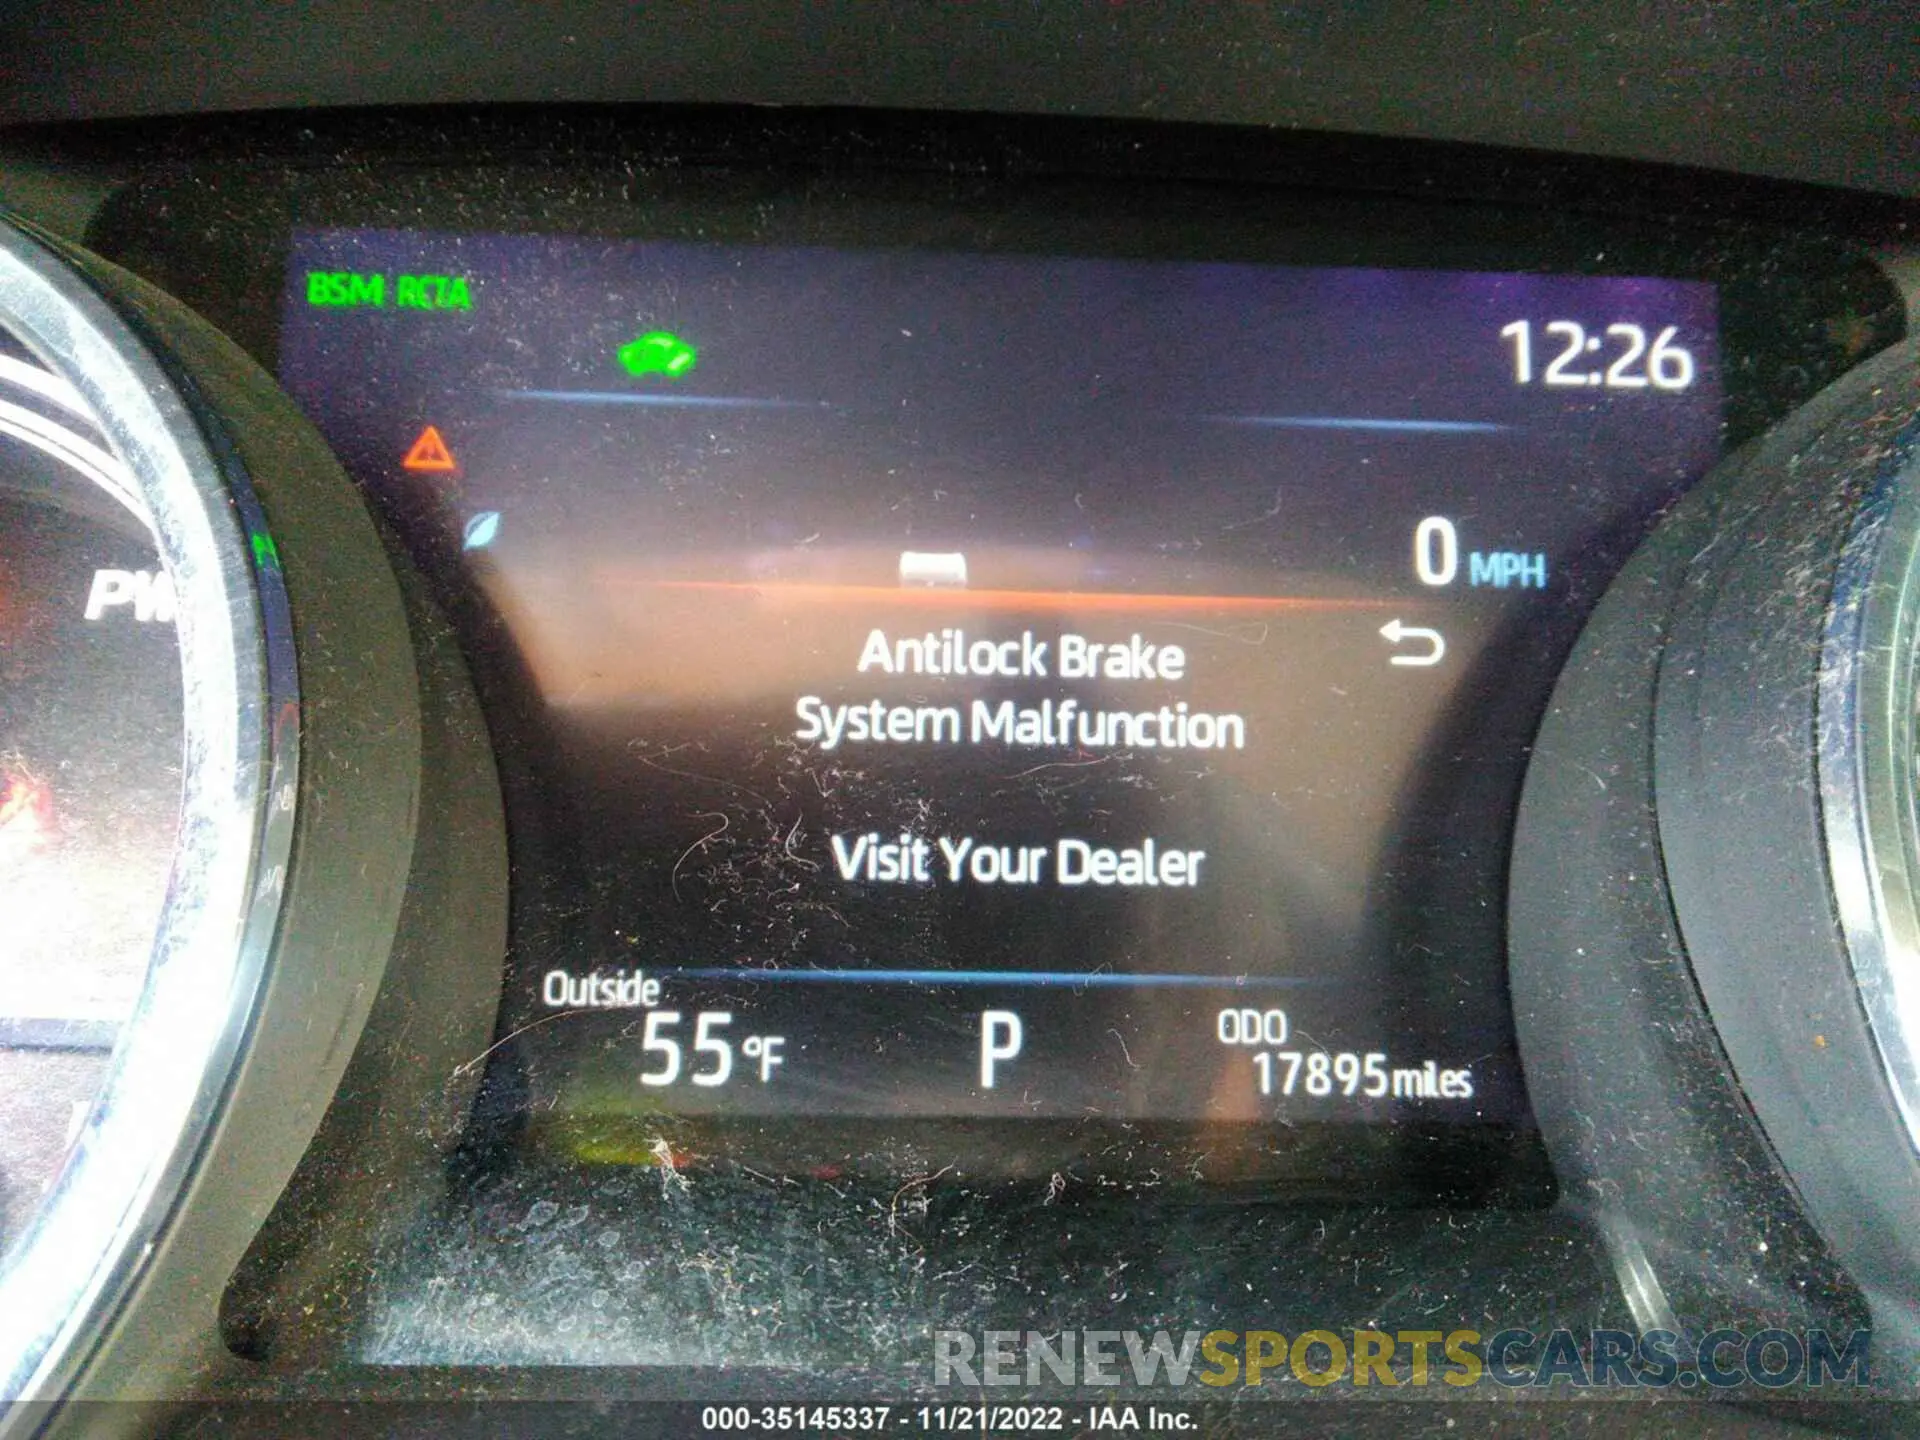 BSM RCTA
12:26
PW
0 MPH
Antilock Brake
System Malfunction
Visit Your Dealer
Outside
55°F
P
ODO
17895 miles
RENEWSPORTSCARS.COM
000-35145337 - 11/21/2022 - IAA Inc.